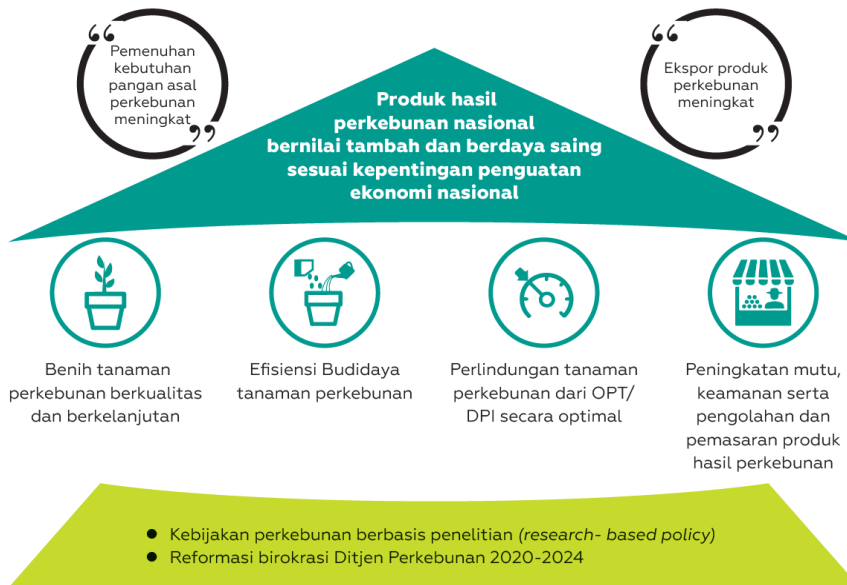 “
Pemenuhan
kebutuhan
pangan asal
perkebunan
meningkat
”
“
Ekspor produk
perkebunan
meningkat
”
Produk hasil
perkebunan nasional
bernilai tambah dan berdaya saing
sesuai kepentingan penguatan
ekonomi nasional
Benih tanaman
perkebunan berkualitas
dan berkelanjutan
Efisiensi Budidaya
tanaman perkebunan
Perlindungan tanaman
perkebunan dari OPT/
DPI secara optimal
Peningkatan mutu,
keamanan serta
pengolahan dan
pemasaran produk
hasil perkebunan
● Kebijakan perkebunan berbasis penelitian (research- based policy)
● Reformasi birokrasi Ditjen Perkebunan 2020-2024